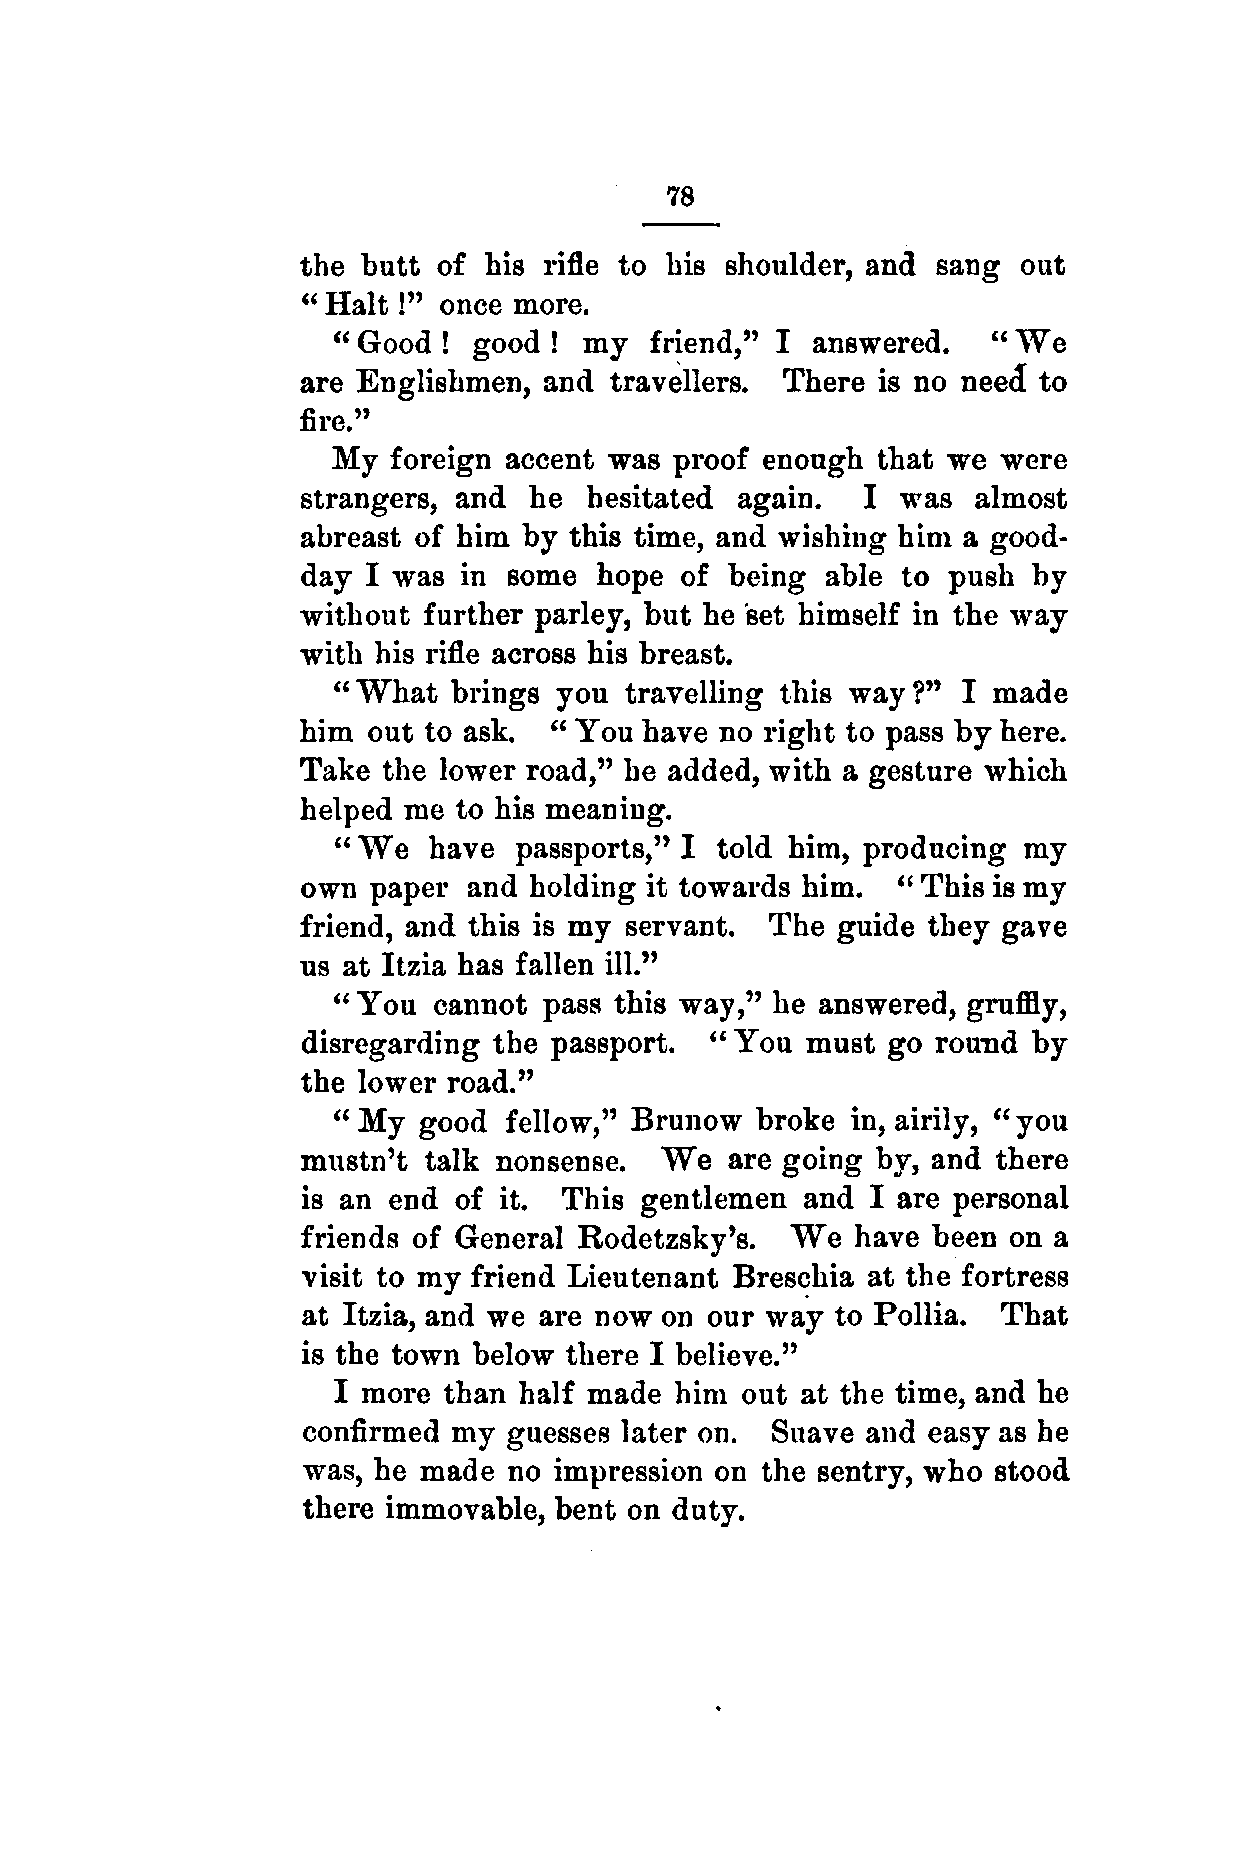 78
the butt of his rifle to his shoulder, and sang out
“Halt!” once more.
“Good! good! my friend,” I answered. “We
are Englishmen, and travellers. There is no need to
fire.”
My foreign accent was proof enough that we were
strangers, and he hesitated again. I was almost
abreast of him by this time, and wishing him a good-
day I was in some hope of being able to push by
without further parley, but he set himself in the way
with his rifle across his breast.
“What brings you travelling this way?” I made
him out to ask. “You have no right to pass by here.
Take the lower road,” he added, with a gesture which
helped me to his meaning.
“We have passports,” I told him, producing my
own paper and holding it towards him. “This is my
friend, and this is my servant. The guide they gave
us at Itzia has fallen ill.”
“You cannot pass this way,” he answered, gruffly,
disregarding the passport. “You must go round by
the lower road.”
“My good fellow,” Brunow broke in, airily, “you
mustn’t talk nonsense. We are going by, and there
is an end of it. This gentlemen and I are personal
friends of General Rodetzsky’s. We have been on a
visit to my friend Lieutenant Breschia at the fortress
at Itzia, and we are now on our way to Pollia. That
is the town below there I believe.”
I more than half made him out at the time, and he
confirmed my guesses later on. Suave and easy as he
was, he made no impression on the sentry, who stood
there immovable, bent on duty.